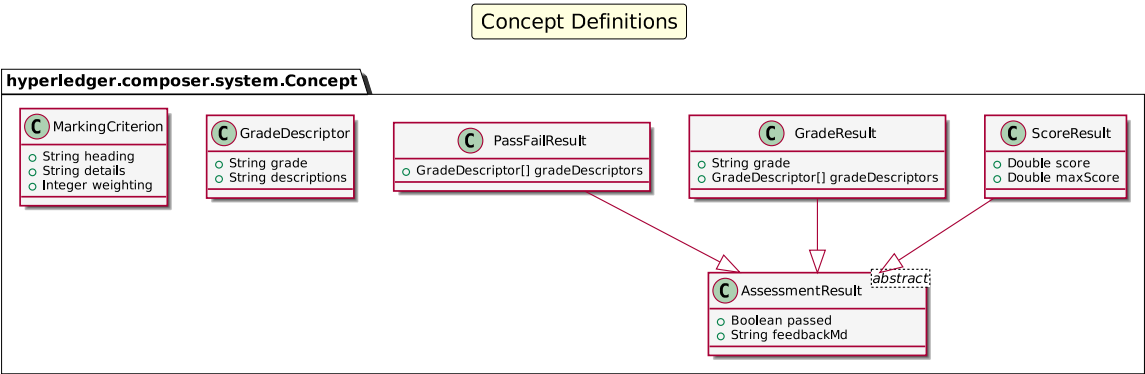 Concept Definitions
hyperledger.composer.system.Concept
C MarkingCriterion
String heading
String details
Integer weighting
C GradeDescriptor
String grade
String descriptions
C PassFailResult
GradeDescriptor[] gradeDescriptors
C GradeResult
String grade
GradeDescriptor[] gradeDescriptors
C ScoreResult
Double score
Double maxScore
C AssessmentResult
abstract
Boolean passed
String feedbackMd